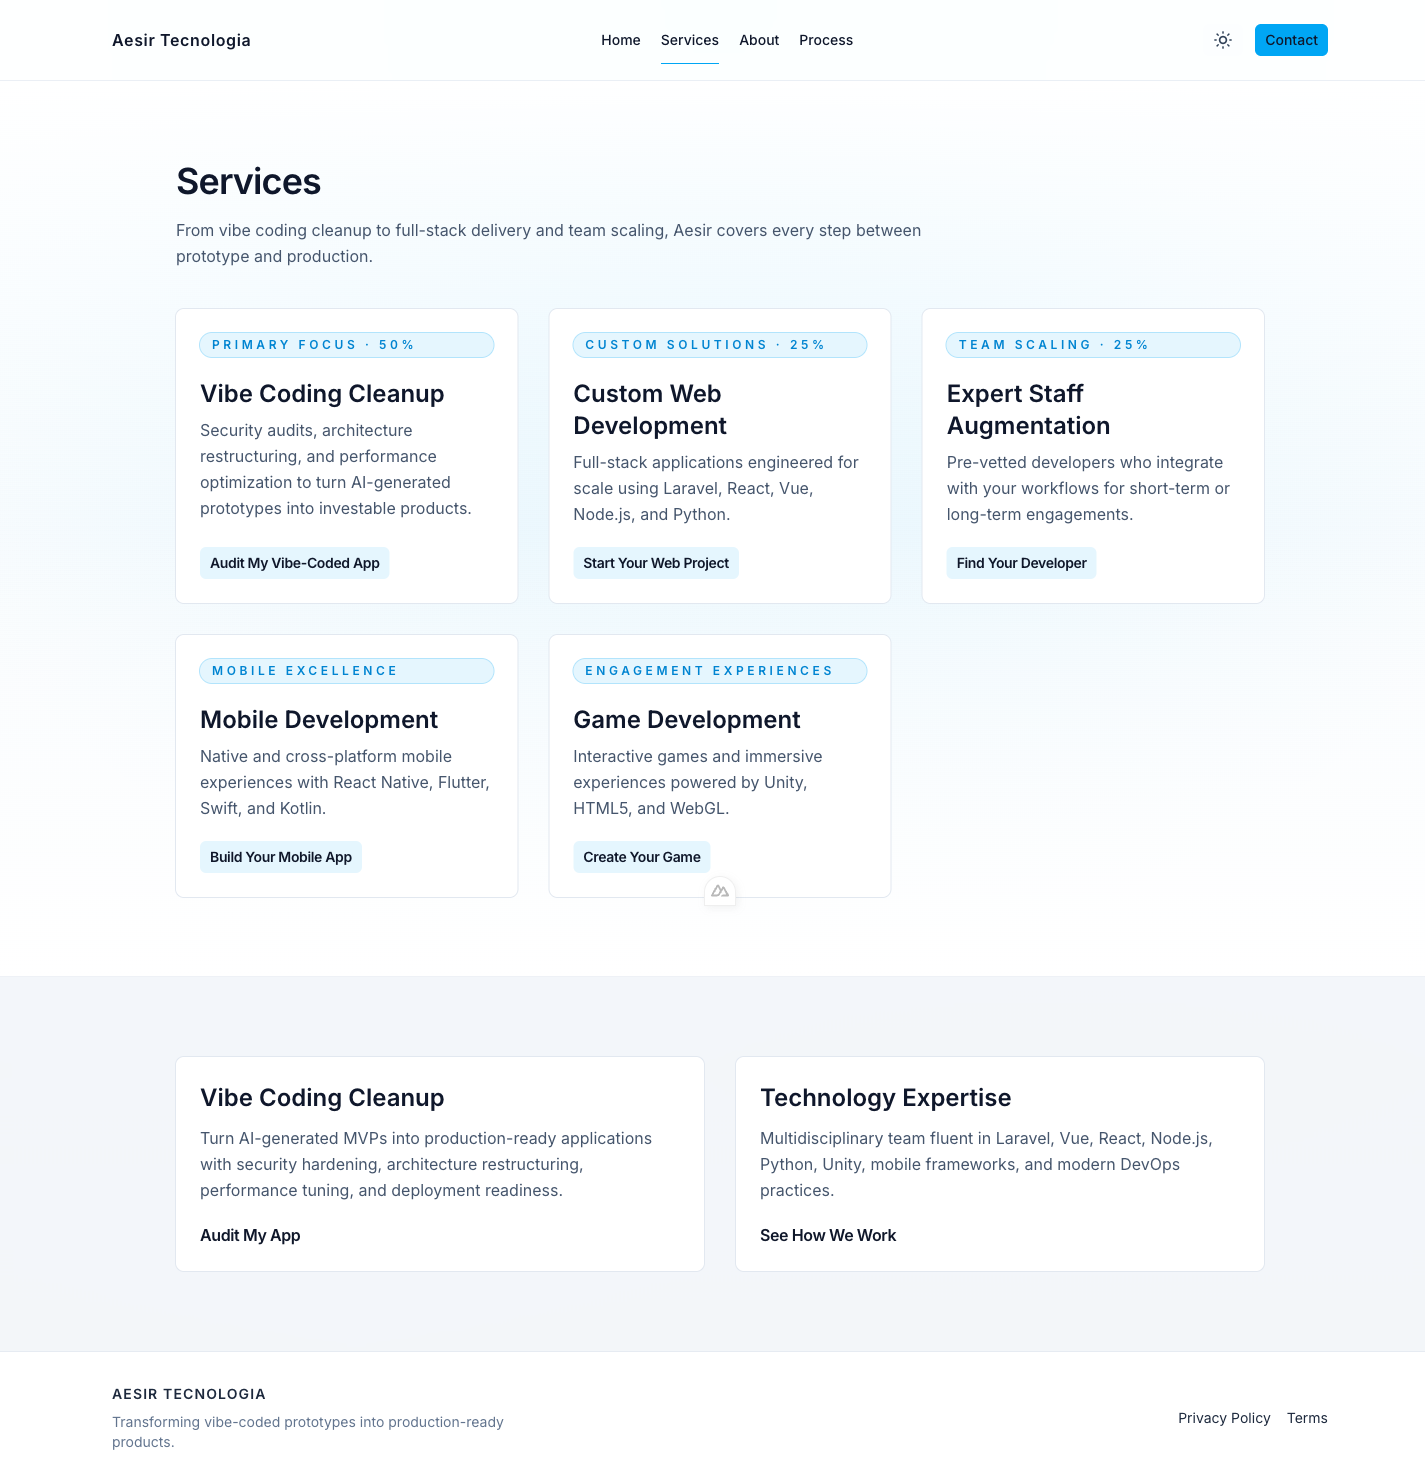 Aesir Tecnologia
Home Services About Process
Contact
Services
From vibe coding cleanup to full-stack delivery and team scaling, Aesir covers every step between
prototype and production.
PRIMARY FOCUS · 50%
Vibe Coding Cleanup
Security audits, architecture
restructuring, and performance
optimization to turn AI-generated
prototypes into investable products.
Audit My Vibe-Coded App
CUSTOM SOLUTIONS · 25%
Custom Web
Development
Full-stack applications engineered for
scale using Laravel, React, Vue,
Node.js, and Python.
Start Your Web Project
TEAM SCALING · 25%
Expert Staff
Augmentation
Pre-vetted developers who integrate
with your workflows for short-term or
long-term engagements.
Find Your Developer
MOBILE EXCELLENCE
Mobile Development
Native and cross-platform mobile
experiences with React Native, Flutter,
Swift, and Kotlin.
Build Your Mobile App
ENGAGEMENT EXPERIENCES
Game Development
Interactive games and immersive
experiences powered by Unity,
HTML5, and WebGL.
Create Your Game
Vibe Coding Cleanup
Turn AI-generated MVPs into production-ready applications
with security hardening, architecture restructuring,
performance tuning, and deployment readiness.
Audit My App
Technology Expertise
Multidisciplinary team fluent in Laravel, Vue, React, Node.js,
Python, Unity, mobile frameworks, and modern DevOps
practices.
See How We Work
AESIR TECNOLOGIA
Transforming vibe-coded prototypes into production-ready
products.
Privacy Policy Terms